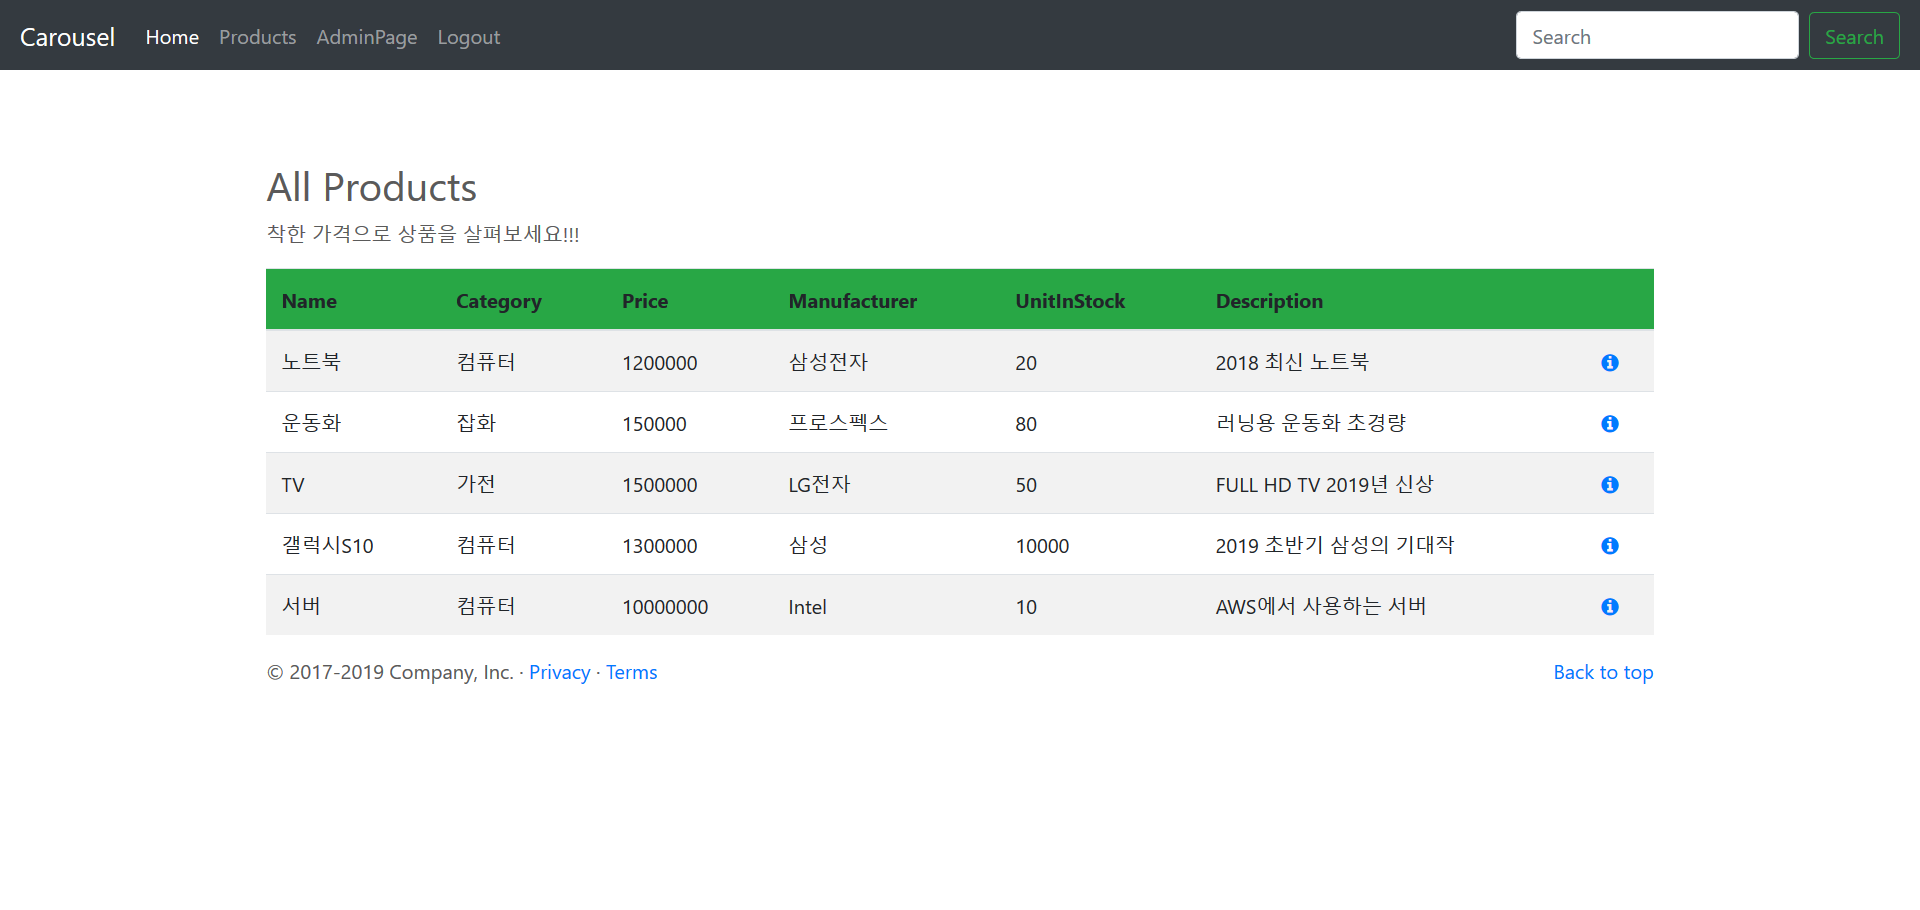 Carousel Home Products AdminPage Logout Search Search
All Products
착한 가격으로 상품을 살펴보세요!!!
Name Category Price Manufacturer UnitInStock Description
노트북 컴퓨터 1200000 삼성전자 20 2018 최신 노트북
운동화 잡화 150000 프로스펙스 80 러닝용 운동화 초경량
TV 가전 1500000 LG전자 50 FULL HD TV 2019년 신상
갤럭시S10 컴퓨터 1300000 삼성 10000 2019 초반기 삼성의 기대작
서버 컴퓨터 10000000 Intel 10 AWS에서 사용하는 서버
© 2017-2019 Company, Inc. · Privacy · Terms Back to top